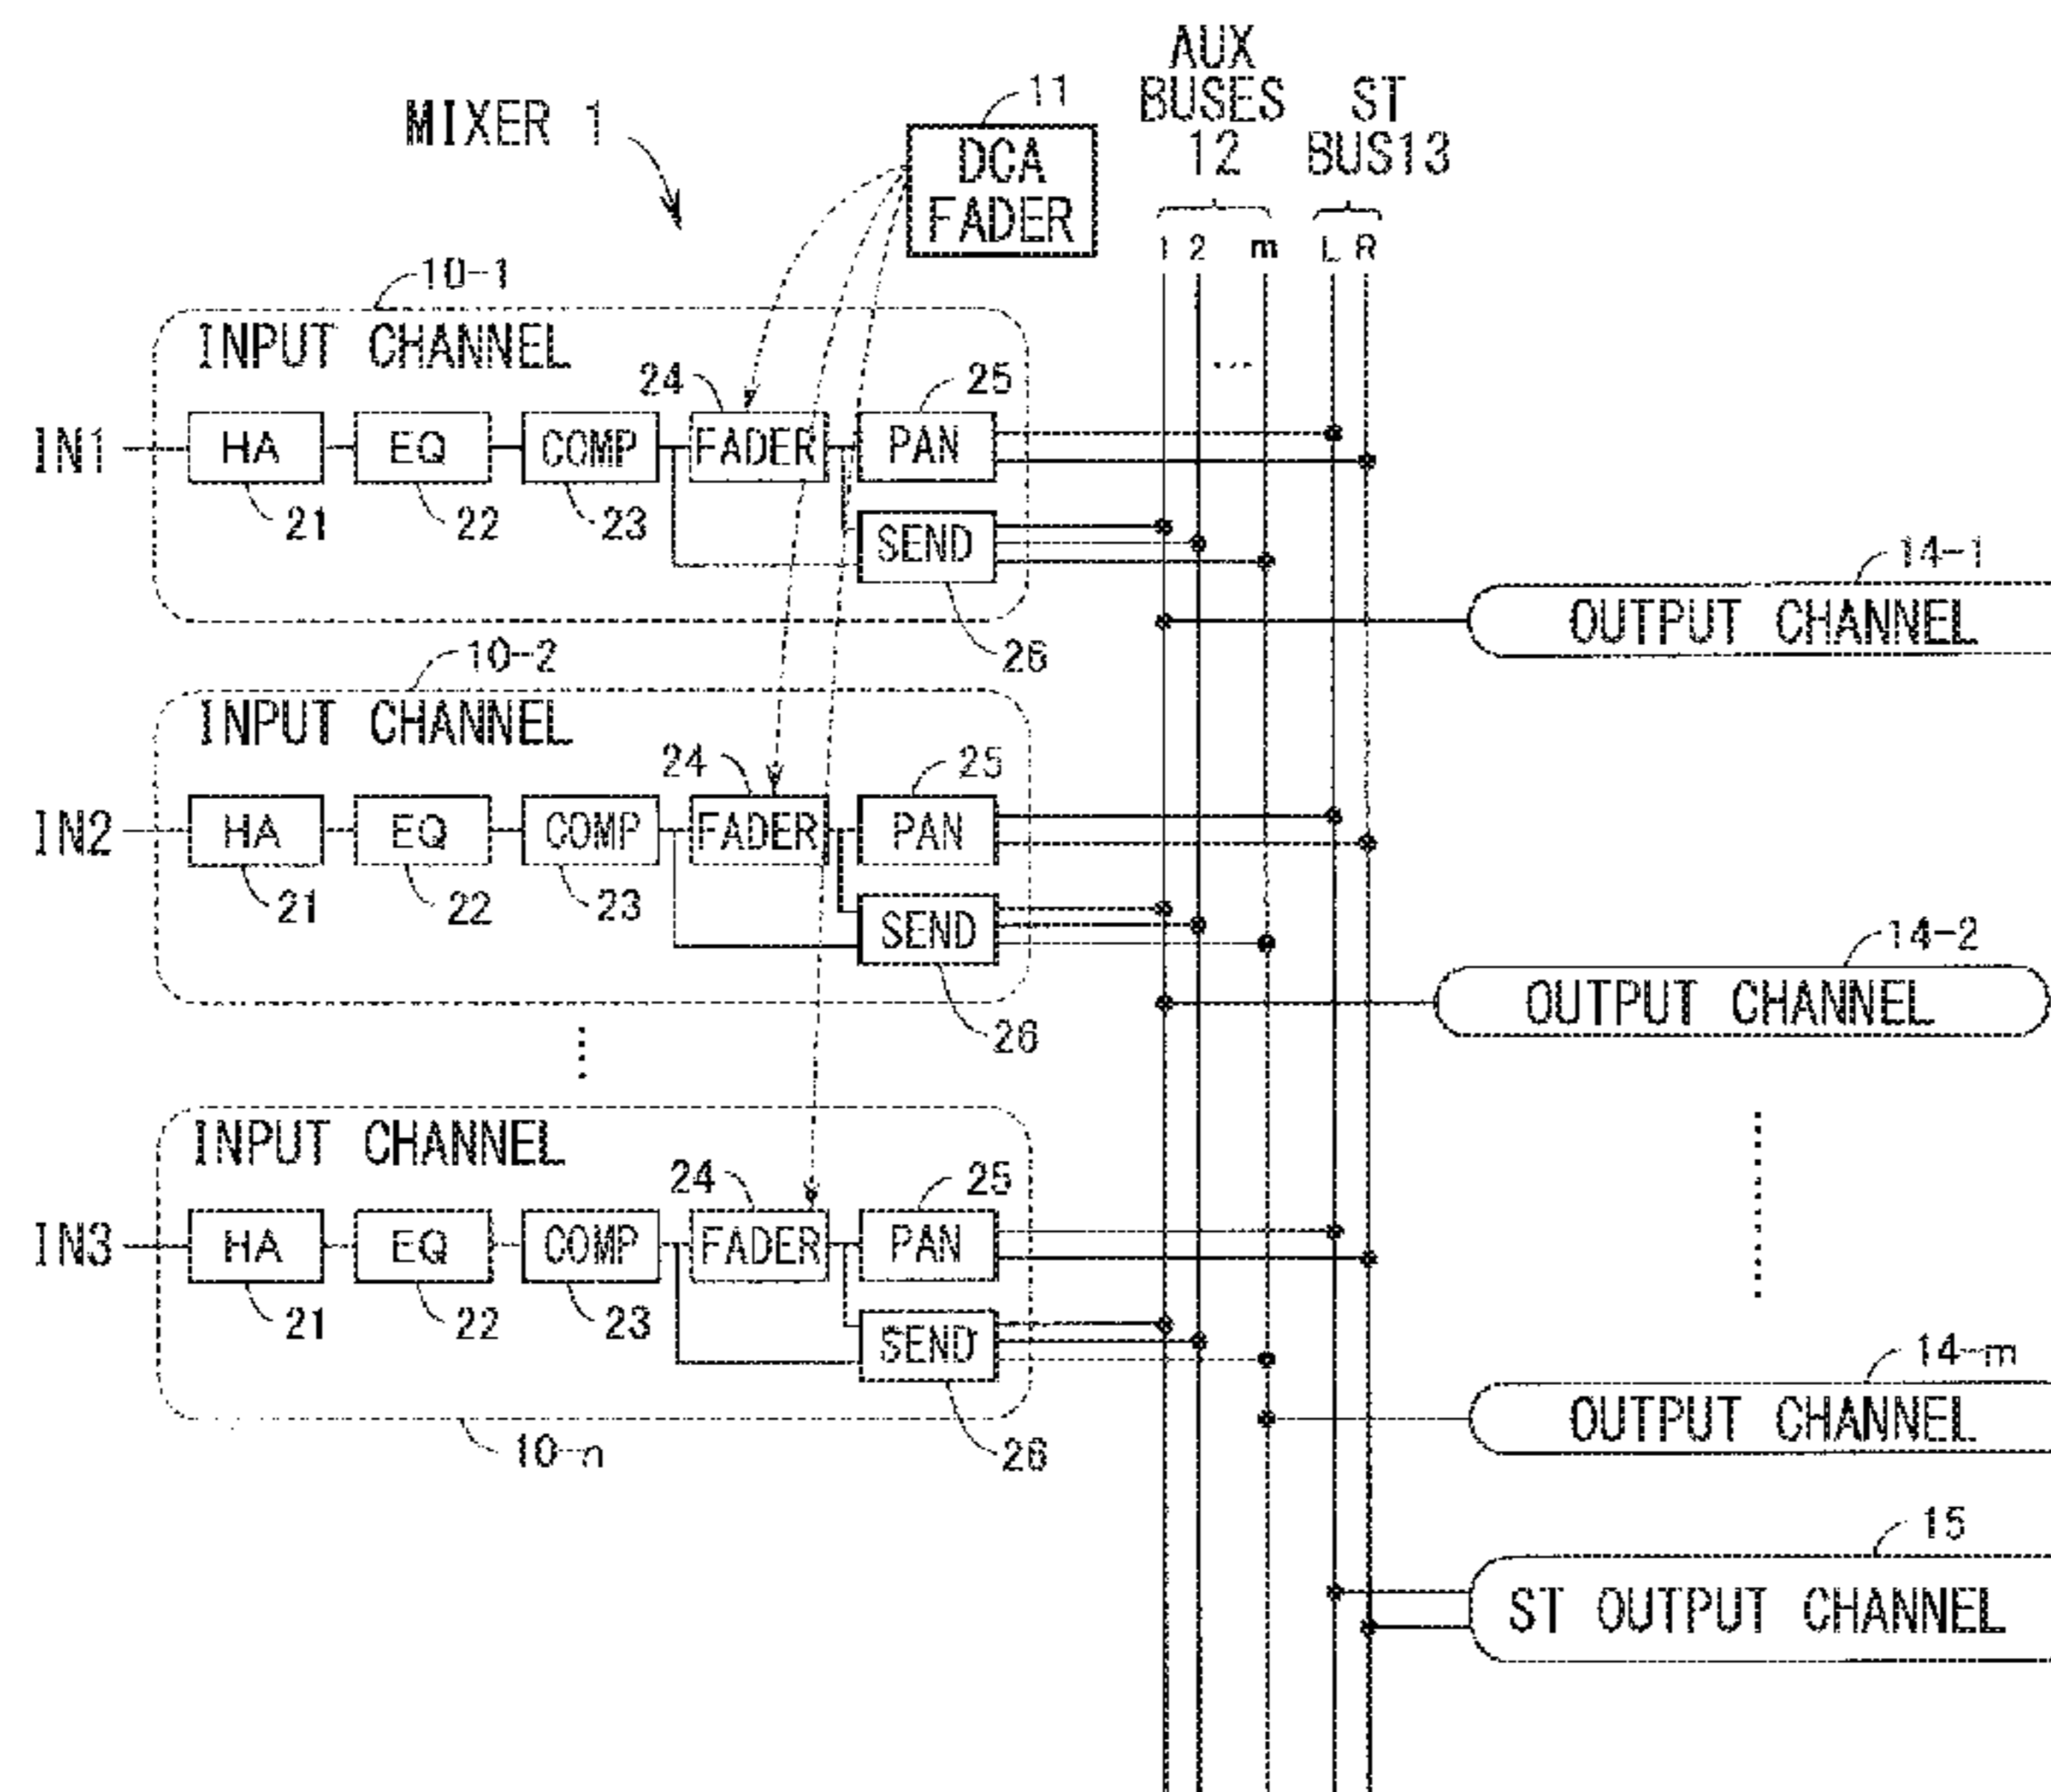 MIXER 1
11
DCA
FADER
AUX
BUSES
12
ST
BUS13
1 2 ... m L R
10-1
INPUT CHANNEL
24 25
IN1 HA EQ COMP FADER PAN
21 22 23 SEND
26
14-1
OUTPUT CHANNEL
10-2
INPUT CHANNEL
24 25
IN2 HA EQ COMP FADER PAN
21 22 23 SEND
26
14-2
OUTPUT CHANNEL
INPUT CHANNEL
24 25
IN3 HA EQ COMP FADER PAN
21 22 23 SEND
10-n 26
14-m
OUTPUT CHANNEL
15
ST OUTPUT CHANNEL